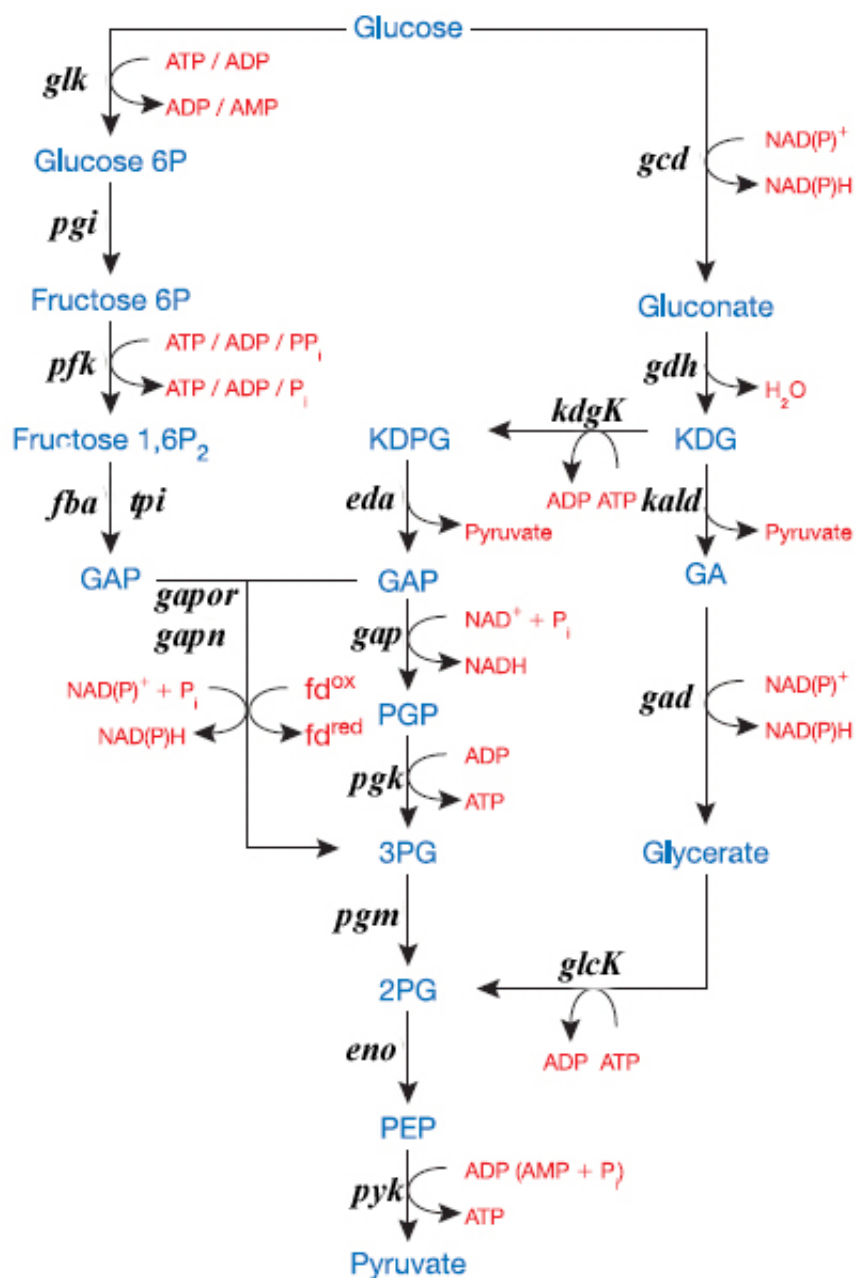 Glucose
glk
ATP / ADP
ADP / AMP
gcd
NAD(P)⁺
NAD(P)H
Glucose 6P
pgi
Fructose 6P
Gluconate
pfk
ATP / ADP / PPᵢ
ATP / ADP / Pᵢ
gdh
H₂O
kdgK
Fructose 1,6P₂
KDPG
KDG
fba
tpi
eda
Pyruvate
ADP ATP
kald
Pyruvate
GAP
GAP
GA
gapor
gapn
gap
NAD⁺ + Pᵢ
NADH
NAD(P)⁺ + Pᵢ
NAD(P)H
fdᵒˣ
fdʳᵉᵈ
PGP
gad
NAD(P)⁺
NAD(P)H
pgk
ADP
ATP
3PG
Glycerate
pgm
2PG
glcK
ADP ATP
eno
PEP
pyk
ADP (AMP + Pᵢ)
ATP
Pyruvate